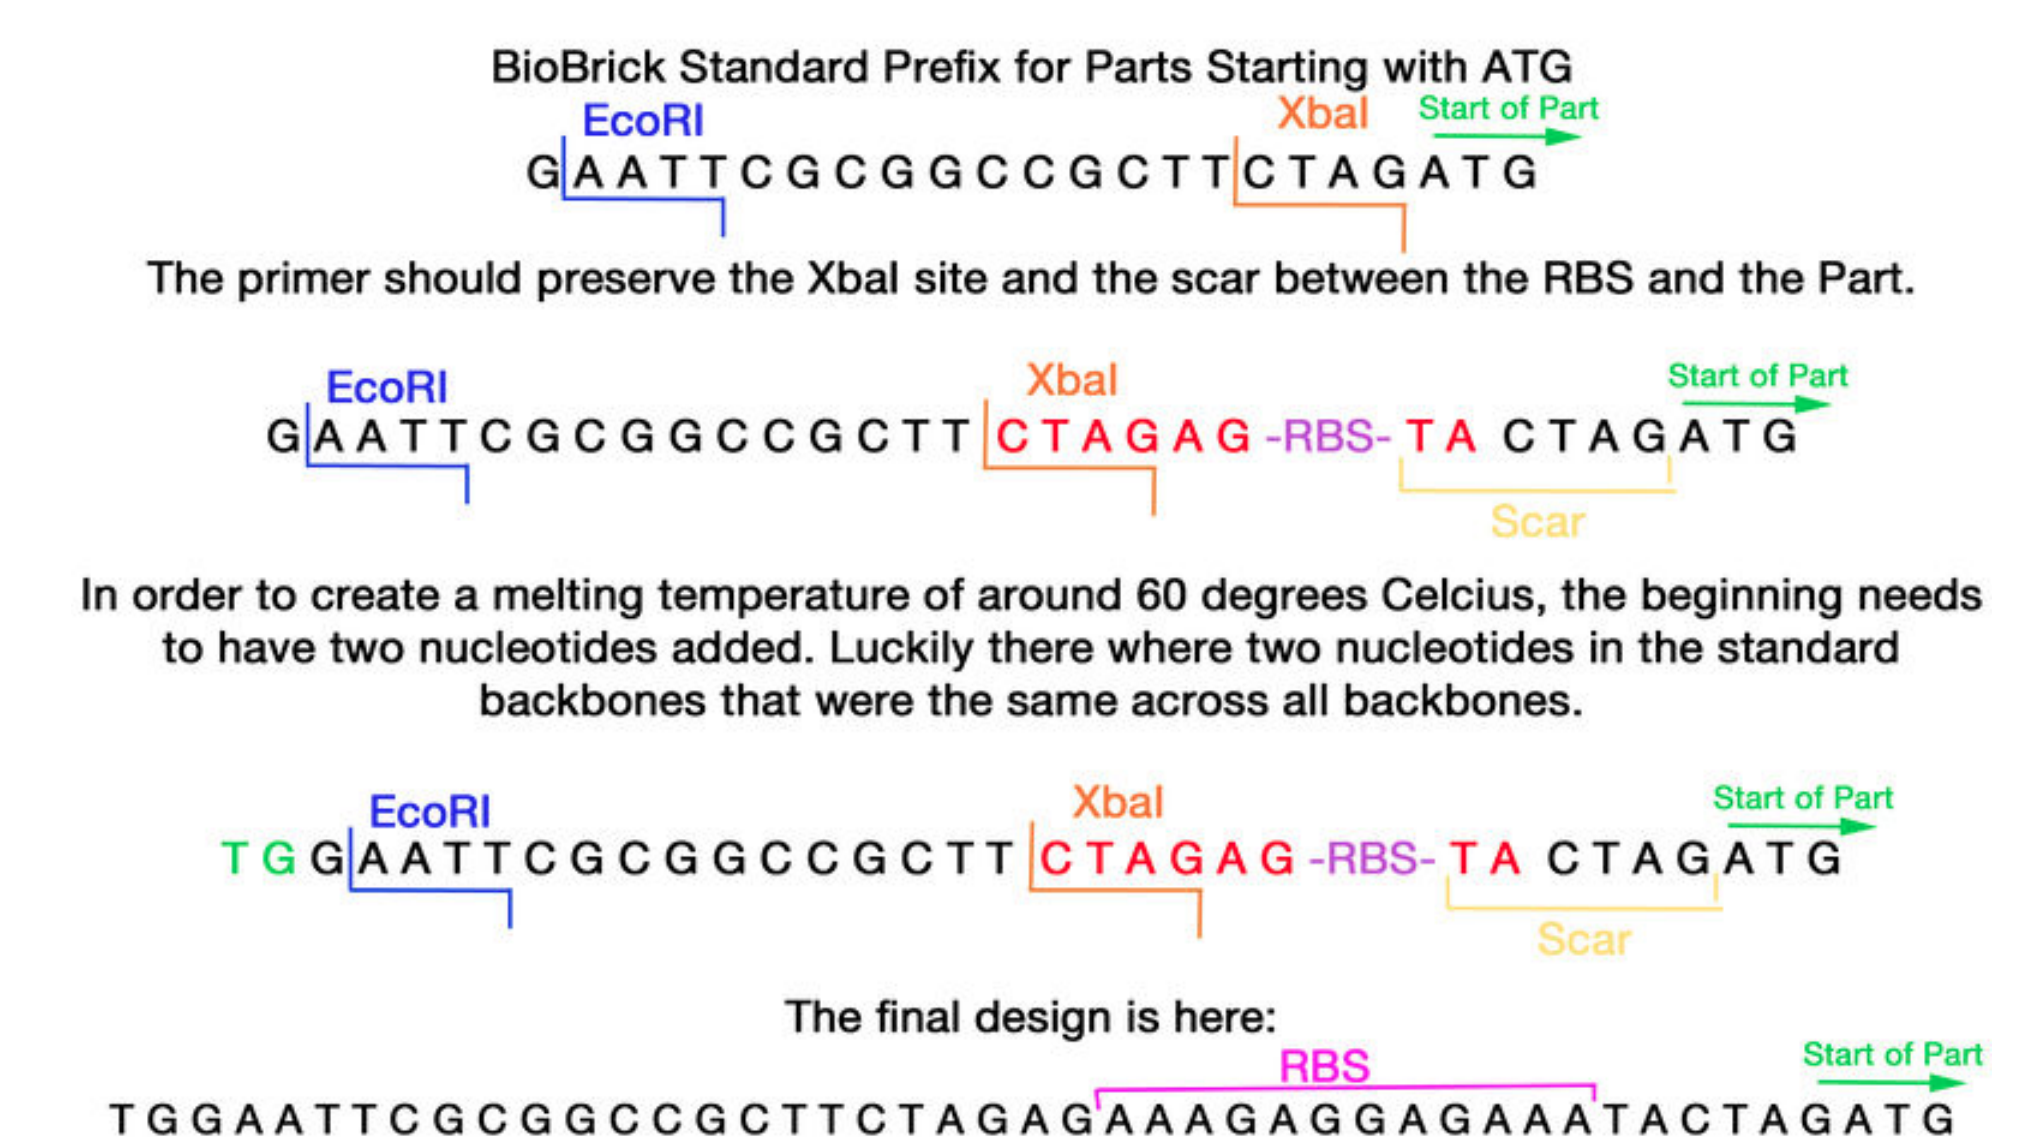 BioBrick Standard Prefix for Parts Starting with ATG
EcoRI XbaI Start of Part
G A A T T C G C G G C C G C T T C T A G A T G
The primer should preserve the XbaI site and the scar between the RBS and the Part.
EcoRI XbaI Start of Part
G A A T T C G C G G C C G C T T C T A G A G -RBS- T A C T A G A T G
Scar
In order to create a melting temperature of around 60 degrees Celcius, the beginning needs
to have two nucleotides added. Luckily there where two nucleotides in the standard
backbones that were the same across all backbones.
EcoRI XbaI Start of Part
T G G A A T T C G C G G C C G C T T C T A G A G -RBS- T A C T A G A T G
Scar
The final design is here:
RBS Start of Part
T G G A A T T C G C G G C C G C T T C T A G A G A A A G A G G A G A A A T A C T A G A T G